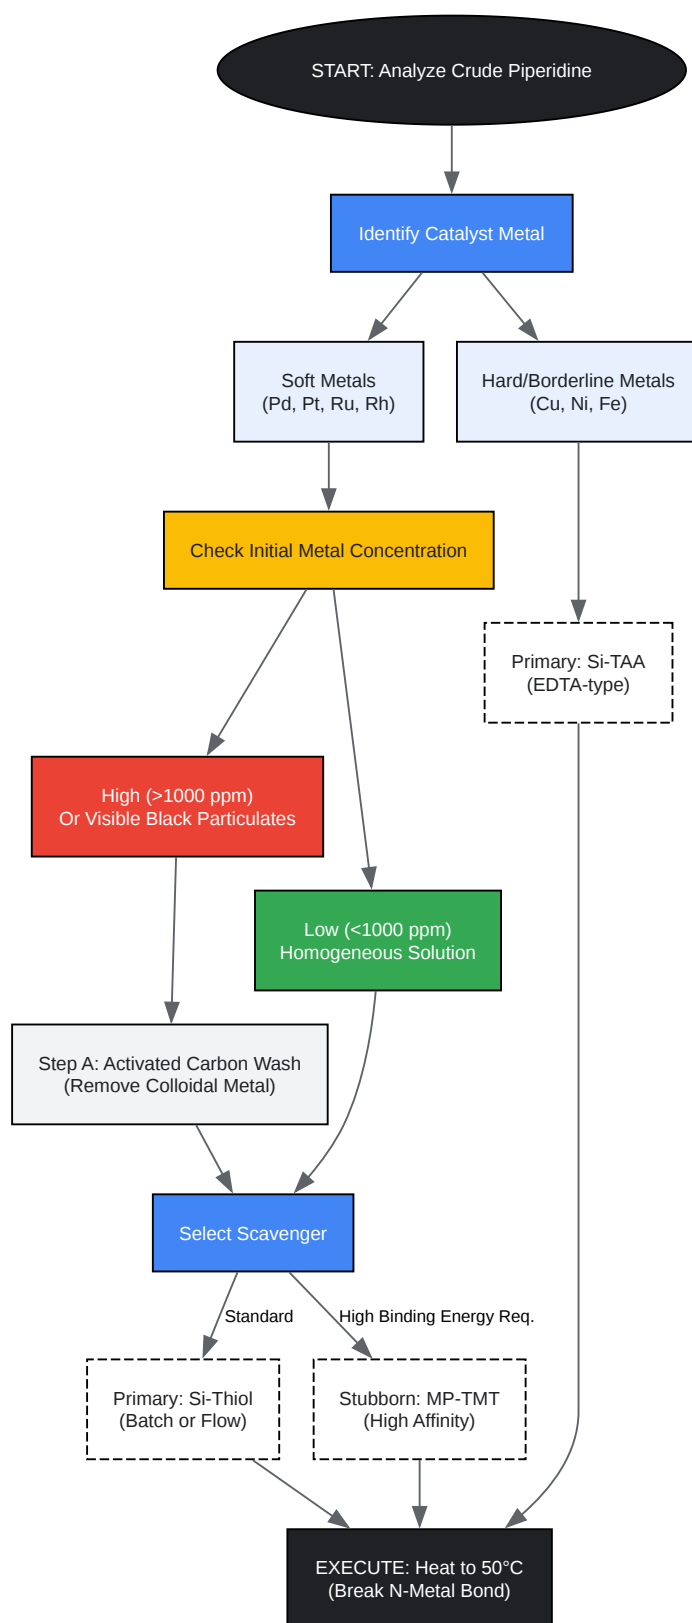 START: Analyze Crude Piperidine
Identify Catalyst Metal
Soft Metals
(Pd, Pt, Ru, Rh)
Hard/Borderline Metals
(Cu, Ni, Fe)
Check Initial Metal Concentration
Primary: Si-TAA
(EDTA-type)
High (>1000 ppm)
Or Visible Black Particulates
Low (<1000 ppm)
Homogeneous Solution
Step A: Activated Carbon Wash
(Remove Colloidal Metal)
Select Scavenger
Standard
High Binding Energy Req.
Primary: Si-Thiol
(Batch or Flow)
Stubborn: MP-TMT
(High Affinity)
EXECUTE: Heat to 50°C
(Break N-Metal Bond)